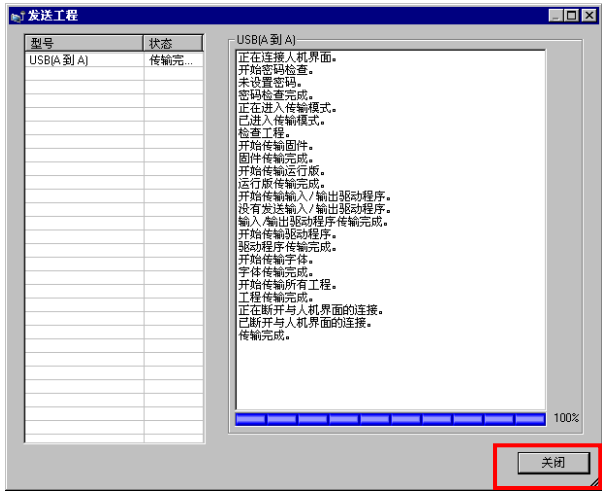 发送工程
型号 状态
USB(A 到 A) 传输完...
USB(A 到 A)
正在连接人机界面。
开始密码检查。
未设置密码。
密码检查完成。
正在进入传输模式。
已进入传输模式。
检查工程。
开始传输固件。
固件传输完成。
开始传输运行版。
运行版传输完成。
开始传输输入/输出驱动程序。
没有发送输入/输出驱动程序。
输入/输出驱动程序传输完成。
开始传输驱动程序。
驱动程序传输完成。
开始传输字体。
字体传输完成。
开始传输所有工程。
工程传输完成。
正在断开与人机界面的连接。
已断开与人机界面的连接。
传输完成。
100%
关闭